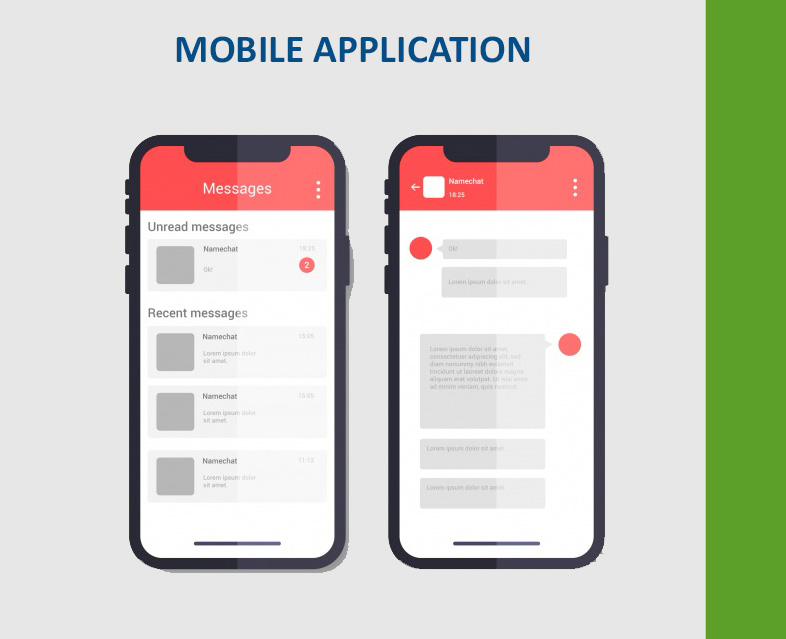 MOBILE APPLICATION
Messages
Unread messages
Namechat
18:25
Ok!
2
Recent messages
Namechat
15:05
Lorem ipsum dolor
sit amet.
Namechat
15:05
Lorem ipsum dolor
sit amet.
Namechat
11:13
Lorem ipsum dolor
sit amet.
Namechat
18:25
Ok!
Lorem ipsum dolor sit amet.
Lorem ipsum dolor sit amet,
consectetuer adipiscing elit, sed
diam nonummy nibh euismod
tincidunt ut laoreet dolore magna
aliquam erat volutpat. Ut wisi enim
ad minim veniam, quis nostrud
Lorem ipsum dolor sit amet
Lorem ipsum dolor sit amet